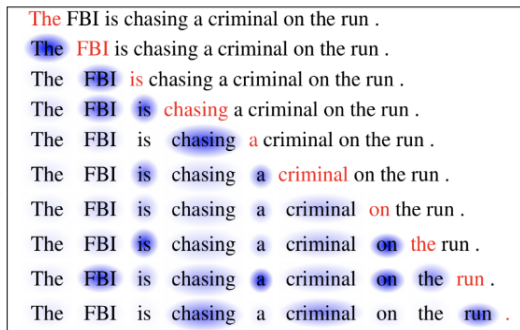 The FBI is chasing a criminal on the run .
The FBI is chasing a criminal on the run .
The FBI is chasing a criminal on the run .
The FBI is chasing a criminal on the run .
The FBI is chasing a criminal on the run .
The FBI is chasing a criminal on the run .
The FBI is chasing a criminal on the run .
The FBI is chasing a criminal on the run .
The FBI is chasing a criminal on the run .
The FBI is chasing a criminal on the run .